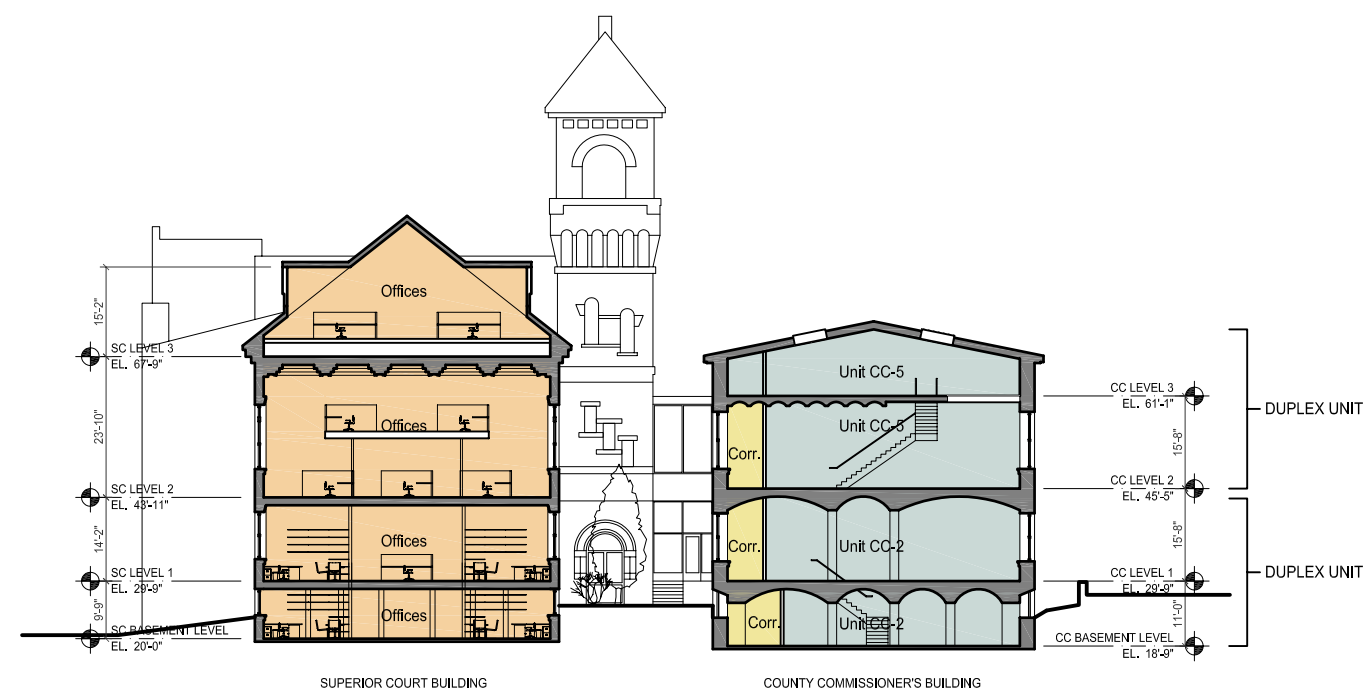 Offices
15'-2"
SC LEVEL 3
EL. 67'-9"
23'-10"
Offices
SC LEVEL 2
EL. 43'-11"
14'-2"
Offices
SC LEVEL 1
EL. 29'-9"
9'-9"
Offices
SC BASEMENT LEVEL
EL. 20'-0"
SUPERIOR COURT BUILDING
Unit CC-5
CC LEVEL 3
EL. 61'-1"
DUPLEX UNIT
Unit CC-5
Corr.
15'-8"
CC LEVEL 2
EL. 45'-5"
Corr.
Unit CC-2
15'-8"
CC LEVEL 1
EL. 29'-9"
DUPLEX UNIT
11'-0"
Corr.
Unit CC-2
CC BASEMENT LEVEL
EL. 18'-9"
COUNTY COMMISSIONER'S BUILDING